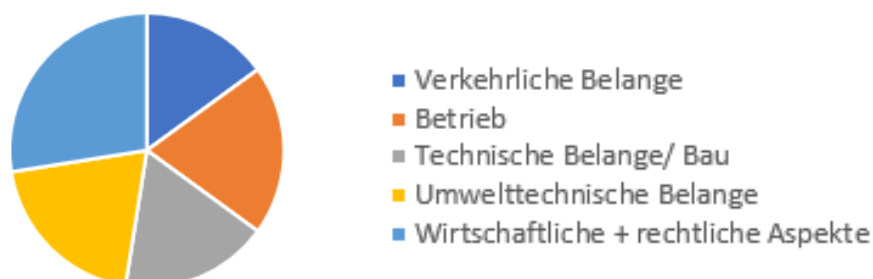 Verkehrliche Belange
Betrieb
Technische Belange/ Bau
Umwelttechnische Belange
Wirtschaftliche + rechtliche Aspekte